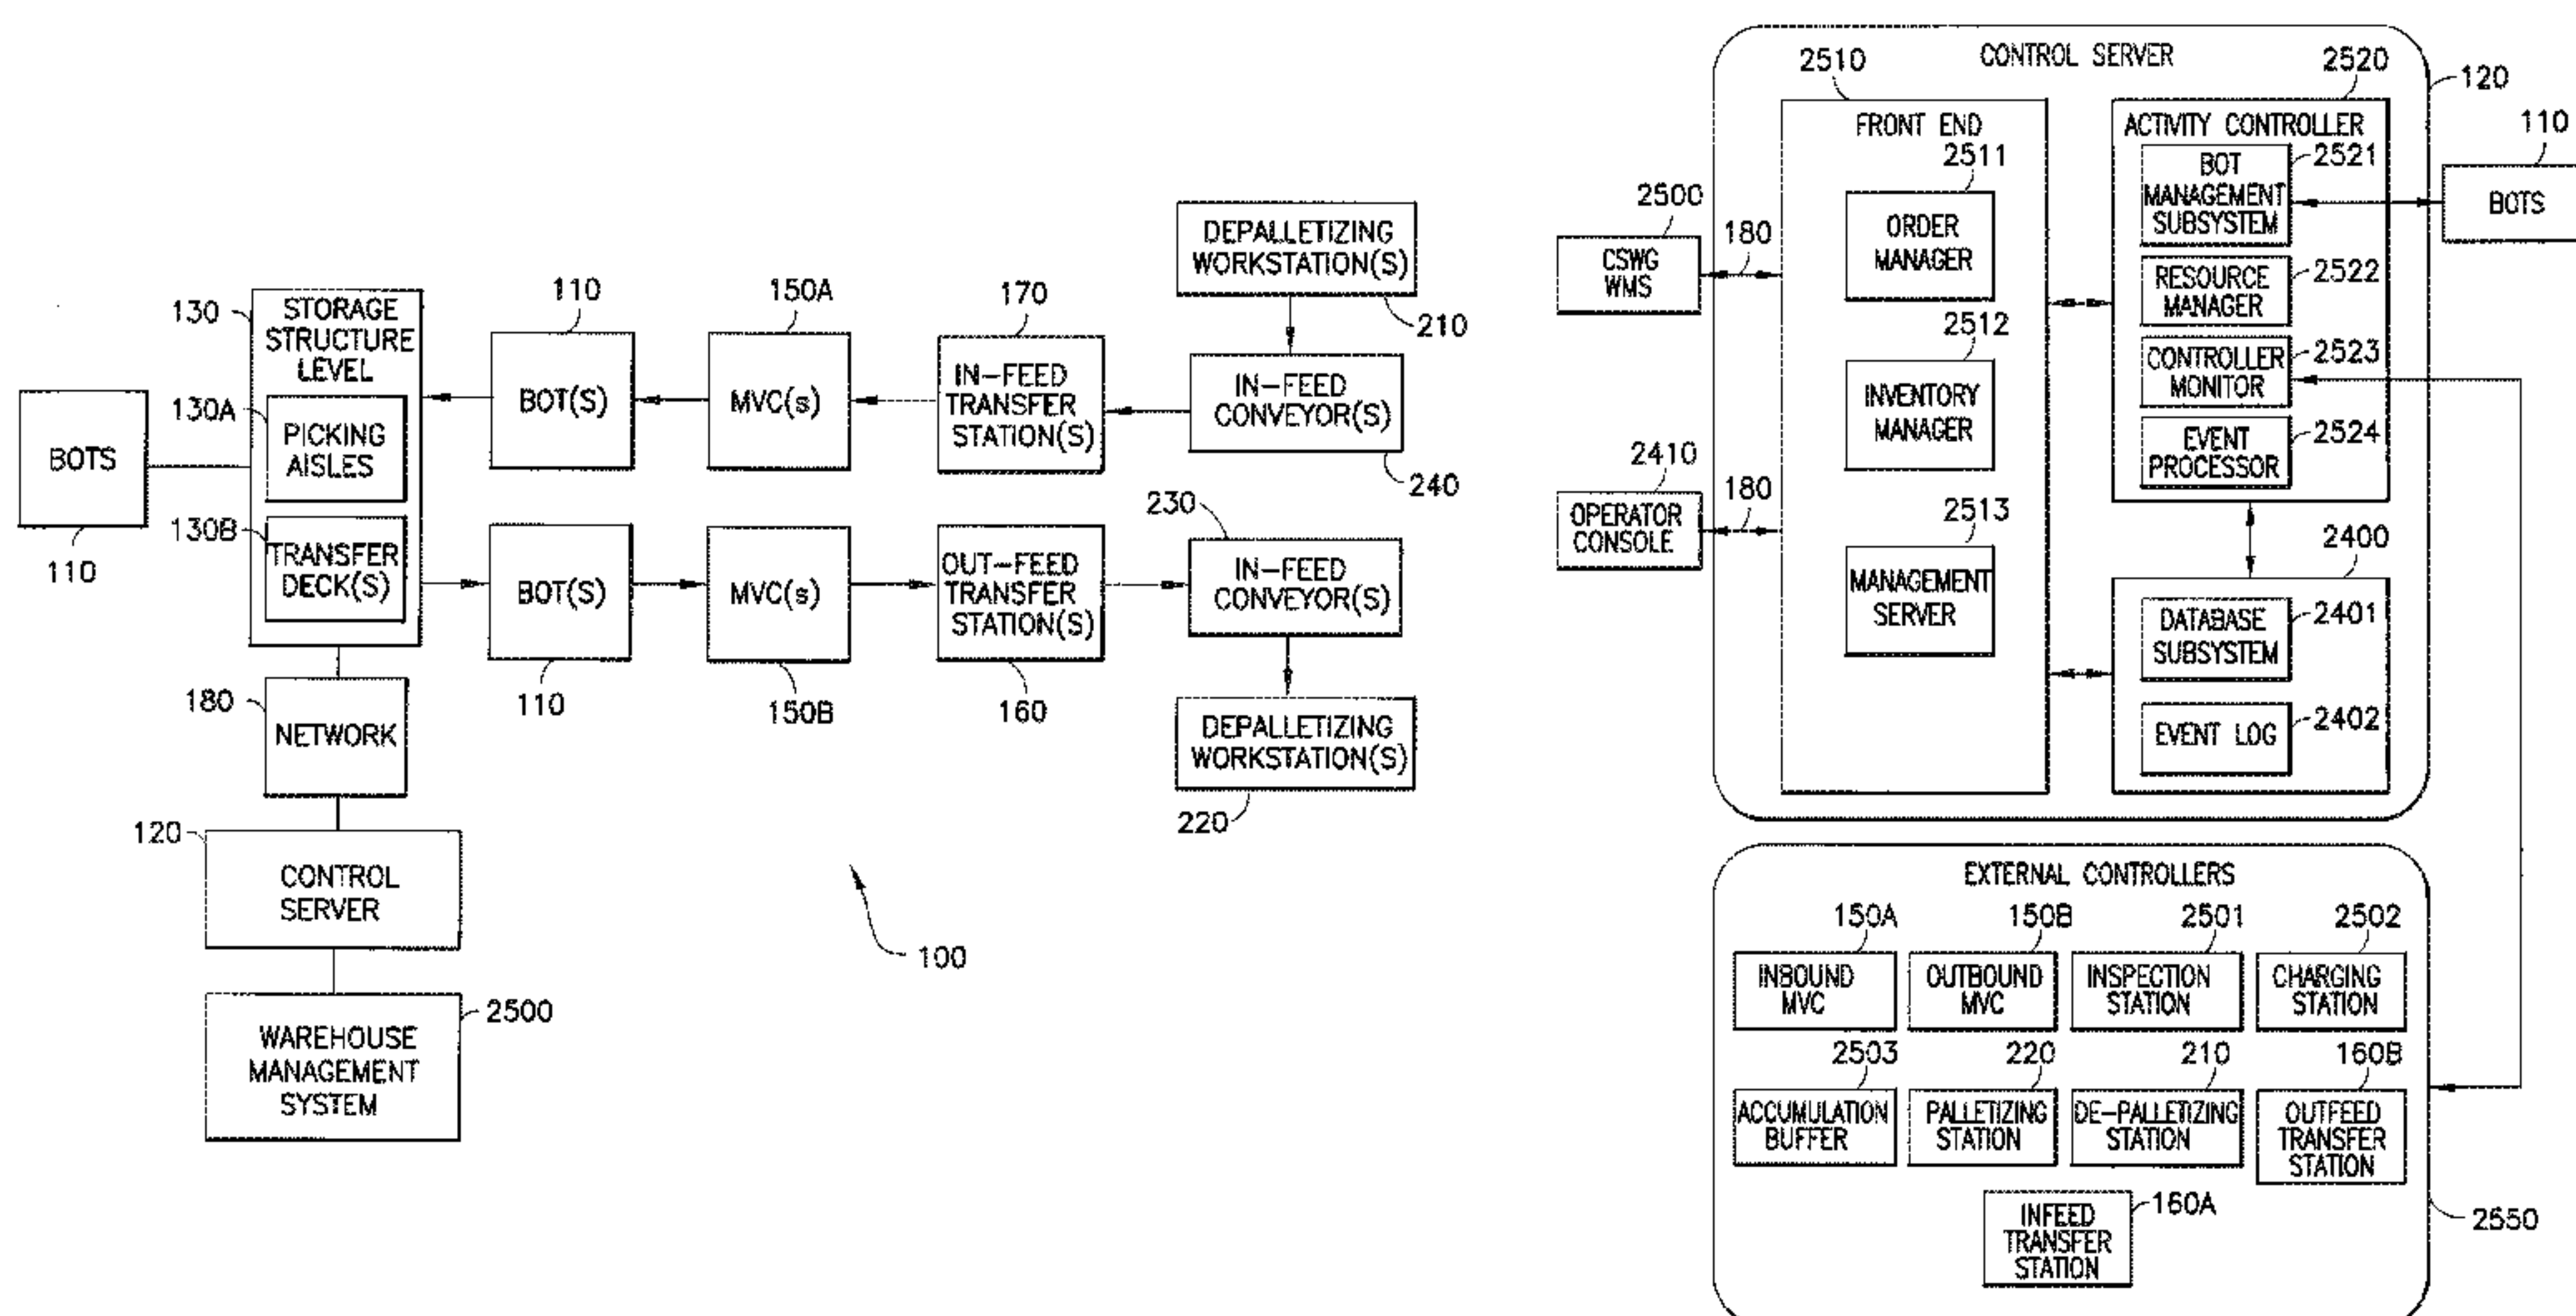 130
STORAGE
STRUCTURE
LEVEL
130A
PICKING
AISLES
130B
TRANSFER
DECK(S)
BOTS
110
110
BOT(S)
150A
MVC(s)
170
IN-FEED
TRANSFER
STATION(S)
DEPALLETIZING
WORKSTATION(S)
210
IN-FEED
CONVEYOR(S)
240
BOT(S)
110
MVC(s)
150B
OUT-FEED
TRANSFER
STATION(S)
160
230
IN-FEED
CONVEYOR(S)
DEPALLETIZING
WORKSTATION(S)
220
180
NETWORK
120
CONTROL
SERVER
2500
WAREHOUSE
MANAGEMENT
SYSTEM
100
CONTROL SERVER
120
2510
FRONT END
2511
ORDER
MANAGER
2512
INVENTORY
MANAGER
2513
MANAGEMENT
SERVER
2500
CSWG
WMS
180
2410
OPERATOR
CONSOLE
180
2520
ACTIVITY CONTROLLER
BOT
MANAGEMENT
SUBSYSTEM
2521
RESOURCE
MANAGER
2522
CONTROLLER
MONITOR
2523
EVENT
PROCESSOR
2524
110
BOTS
2400
DATABASE
SUBSYSTEM
2401
EVENT LOG
2402
EXTERNAL CONTROLLERS
150A
INBOUND
MVC
150B
OUTBOUND
MVC
2501
INSPECTION
STATION
2502
CHARGING
STATION
2503
ACCUMULATION
BUFFER
220
PALLETIZING
STATION
210
DE-PALLETIZING
STATION
160B
OUTFEED
TRANSFER
STATION
160A
INFEED
TRANSFER
STATION
2550